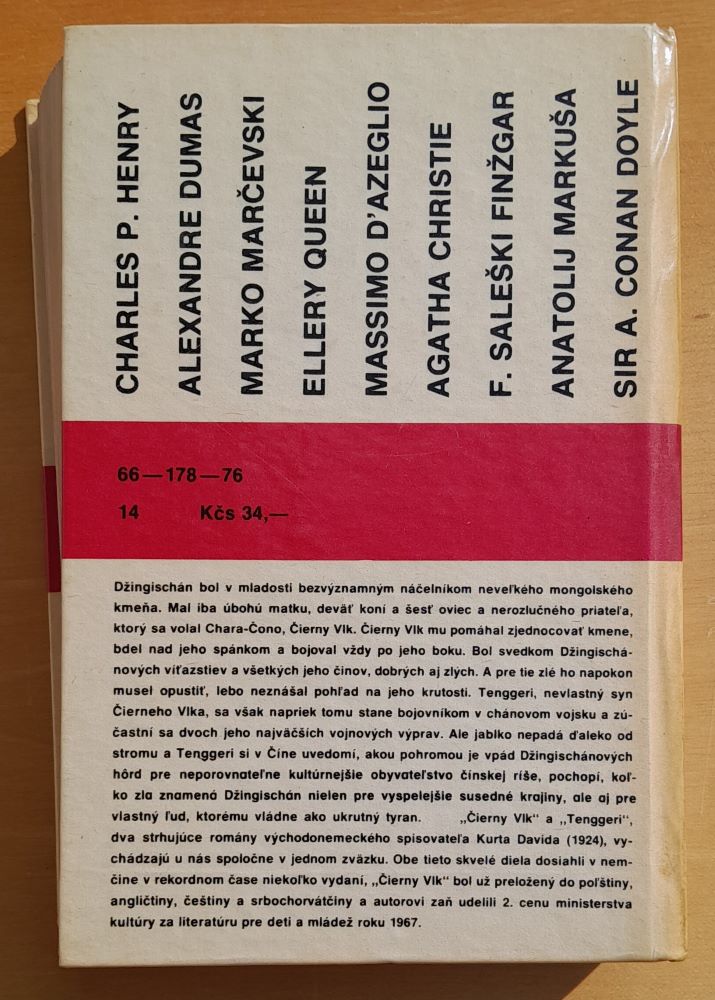 CHARLES P. HENRY
ALEXANDRE DUMAS
MARKO MARČEVSKI
ELLERY QUEEN
MASSIMO D'AZEGLIO
AGATHA CHRISTIE
F. SALEŠKI FINŽGAR
ANATOLIJ MARKUŠA
SIR A. CONAN DOYLE
66—178—76
14 Kčs 34,—
Džingischán bol v mladosti bezvýznamným náčelníkom neveľkého mongolského
kmeňa. Mal iba úbohú matku, deväť koní a šesť oviec a nerozlučného priateľa,
ktorý sa volal Chara-Čono, Čierny Vlk. Čierny Vlk mu pomáhal zjednocovať kmene,
bdel nad jeho spánkom a bojoval vždy po jeho boku. Bol svedkom Džingischá-
nových víťazstiev a všetkých jeho činov, dobrých aj zlých. A pre tie zlé ho napokon
musel opustiť, lebo neznášal pohľad na jeho krutosti. Tenggeri, nevlastný syn
Čierneho Vlka, sa však napriek tomu stane bojovníkom v chánovom vojsku a zú-
častní sa dvoch jeho najväčších vojnových výprav. Ale jablko nepadá ďaleko od
stromu a Tenggeri si v Číne uvedomí, akou pohromou je vpád Džingischánových
hôrd pre neporovnateľne kultúrnejšie obyvateľstvo čínskej ríše, pochopí, koľ-
ko zla znamená Džingischán nielen pre vyspelejšie susedné krajiny, ale aj pre
vlastný ľud, ktorému vládne ako ukrutný tyran. „Čierny Vlk" a „Tenggeri",
dva strhujúce romány východonemeckého spisovateľa Kurta Davida (1924), vy-
chádzajú u nás spoločne v jednom zväzku. Obe tieto skvelé diela dosiahli v nem-
čine v rekordnom čase niekoľko vydaní, „Čierny Vlk" bol už preložený do poľštiny,
angličtiny, češtiny a srbochorvátčiny a autorovi zaň udelili 2. cenu ministerstva
kultúry za literatúru pre deti a mládež roku 1967.